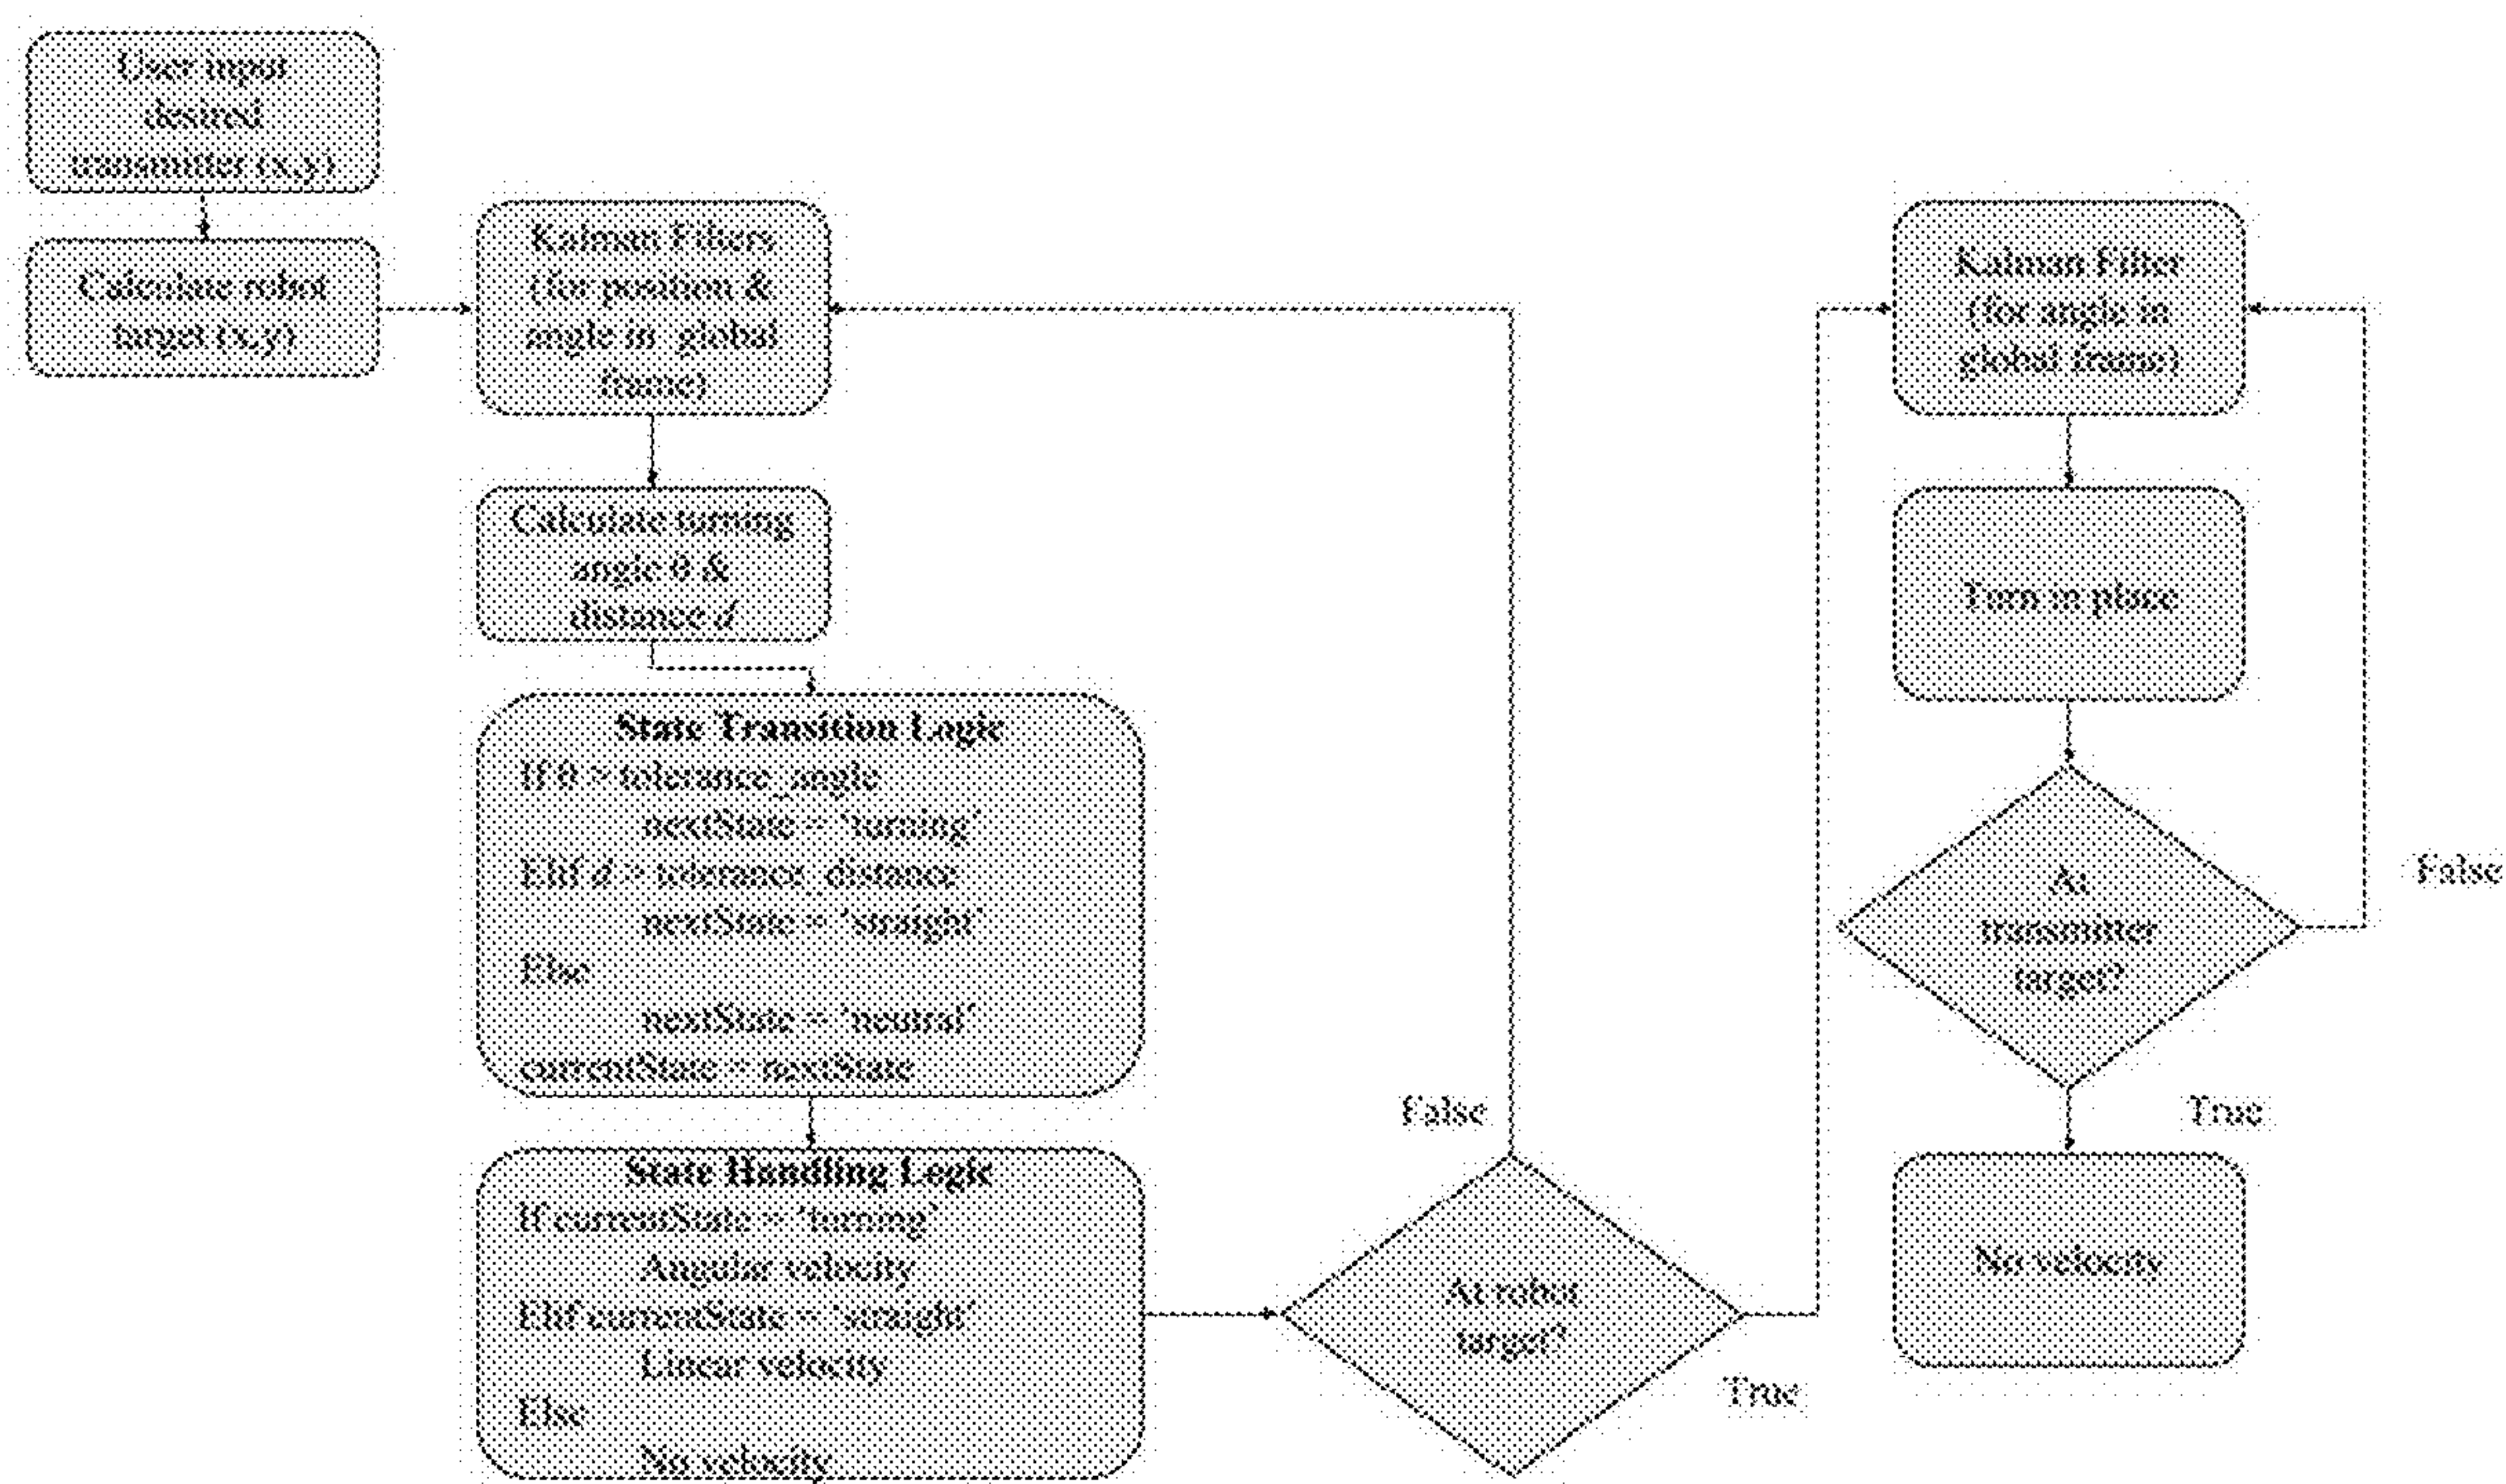 User input
desired
transmitter (x,y)
Calculate robot
target (x,y)
Kalman Filters
(for position &
angle in global
frame)
Calculate turning
angle θ &
distance d
State Transition Logic
If θ > tolerance_angle
nextState = 'turning'
Elif d > tolerance_distance
nextState = 'straight'
Else
nextState = 'neutral'
currentState = nextState
State Handling Logic
If currentState = 'turning'
Angular velocity
Elif currentState = 'straight'
Linear velocity
Else
No velocity
At robot
target?
False
True
Kalman Filter
(for angle in
global frame)
Turn in place
At
transmitter
target?
False
True
No velocity